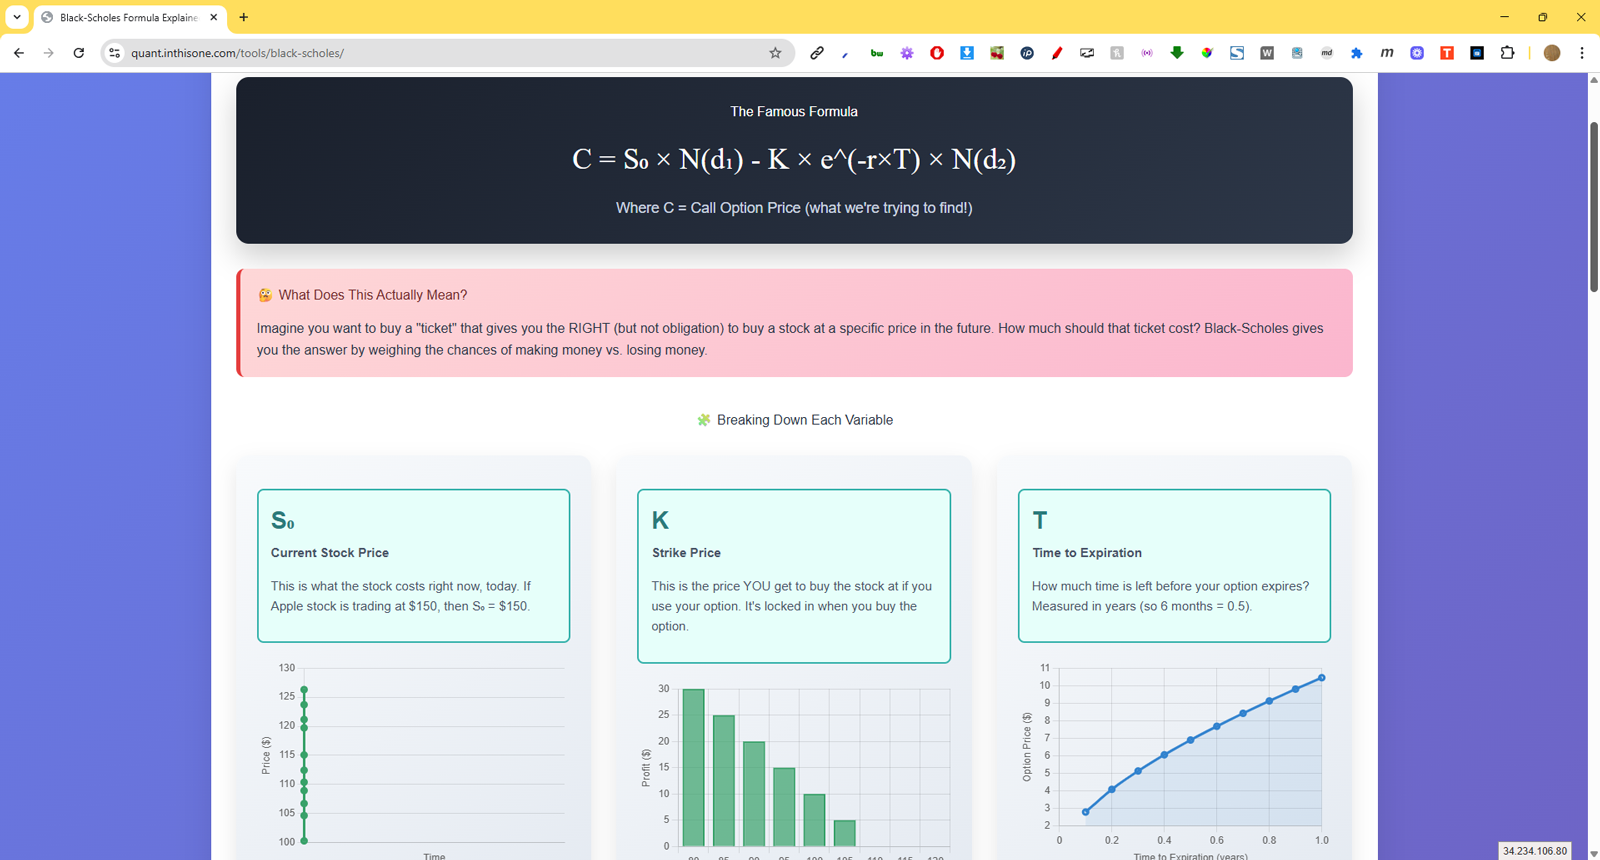 Black-Scholes Formula Explaine
quant.inthisone.com/tools/black-scholes/
The Famous Formula
C = S₀ × N(d₁) - K × e^(-r×T) × N(d₂)
Where C = Call Option Price (what we're trying to find!)
🤔 What Does This Actually Mean?
Imagine you want to buy a "ticket" that gives you the RIGHT (but not obligation) to buy a stock at a specific price in the future. How much should that ticket cost? Black-Scholes gives
you the answer by weighing the chances of making money vs. losing money.
🧩 Breaking Down Each Variable
S₀
Current Stock Price
This is what the stock costs right now, today. If
Apple stock is trading at $150, then S₀ = $150.
130
125
120
115
110
105
100
Price ($)
Time
K
Strike Price
This is the price YOU get to buy the stock at if you
use your option. It's locked in when you buy the
option.
30
25
20
15
10
5
0
Profit ($)
80 85 90 95 100 105 110 115 120
T
Time to Expiration
How much time is left before your option expires?
Measured in years (so 6 months = 0.5).
11
10
9
8
7
6
5
4
3
2
Option Price ($)
0 0.2 0.4 0.6 0.8 1.0
Time to Expiration (years)
34.234.106.80